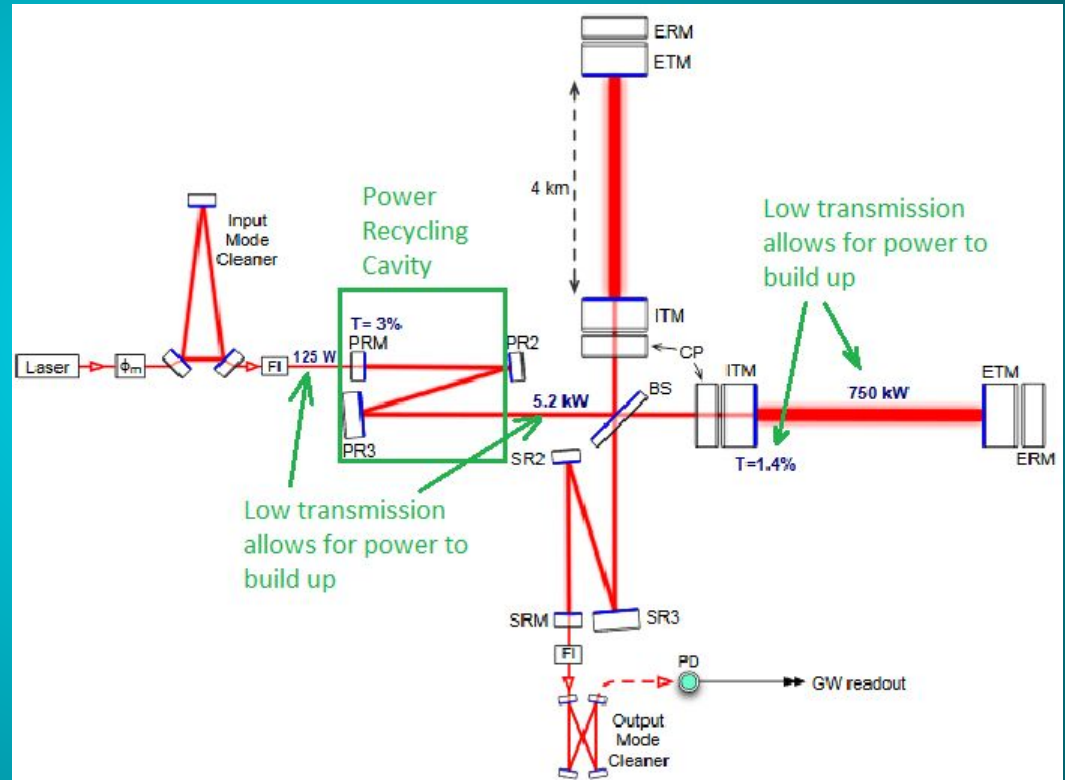 ERM
ETM
4 km
Power
Recycling
Cavity
Low transmission
allows for power to
build up
Input
Mode
Cleaner
ITM
T= 3%
PRM
PR2
CP
ITM
ETM
Laser
ϕm
FI
125 W
5.2 kW
BS
750 kW
PR3
SR2
T=1.4%
ERM
Low transmission
allows for power to
build up
SRM
SR3
FI
PD
GW readout
Output
Mode
Cleaner